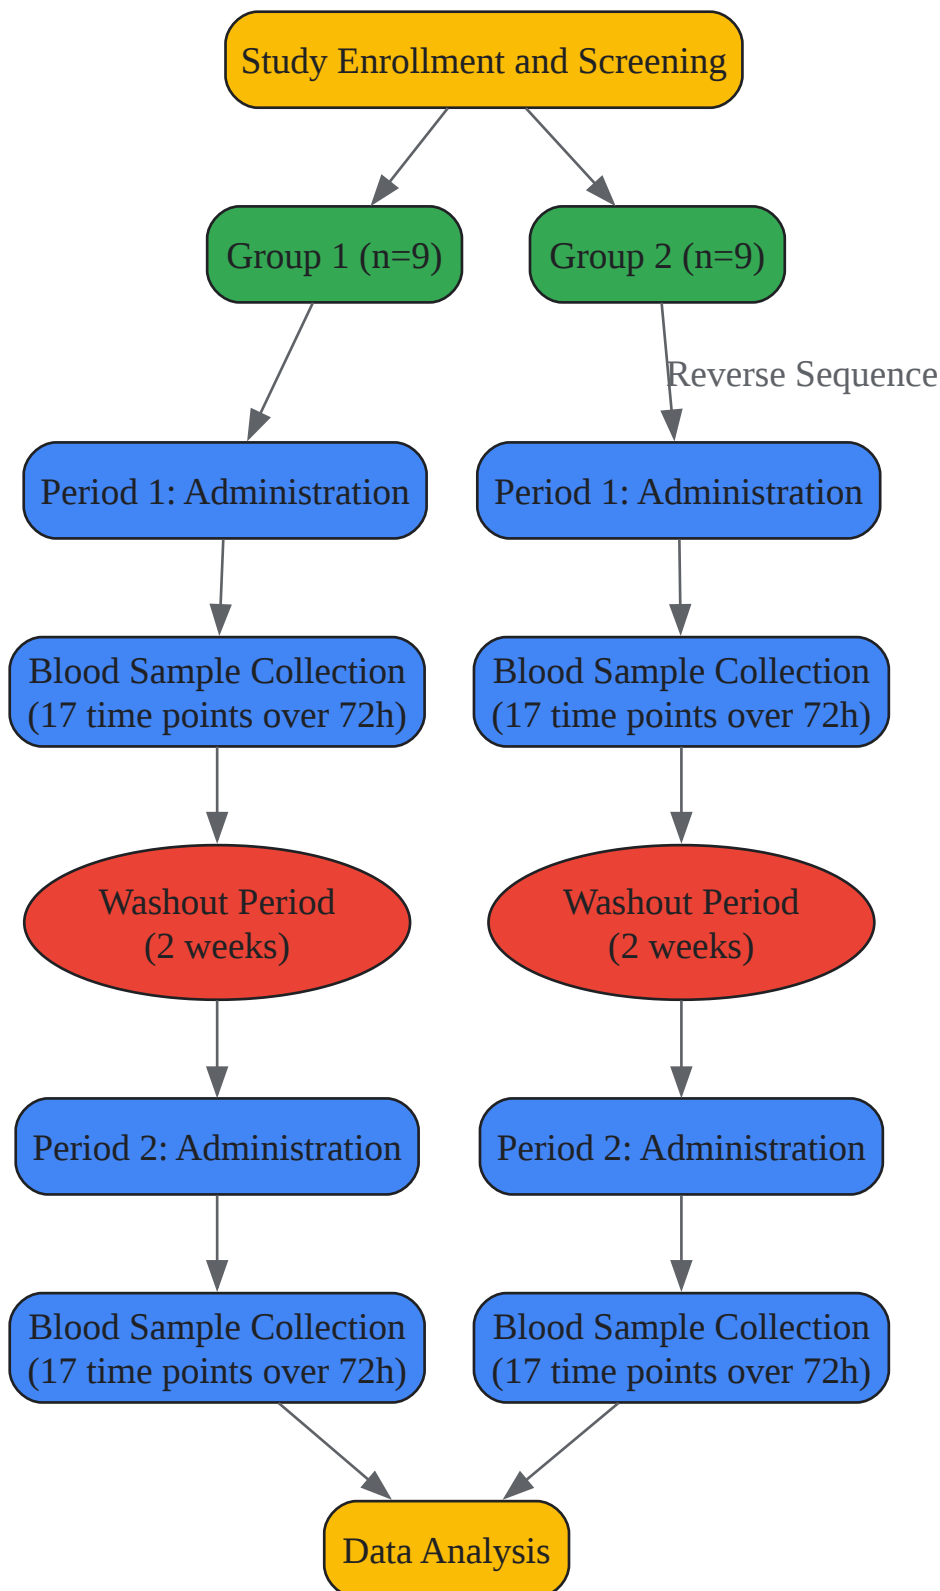 Study Enrollment and Screening
Group 1 (n=9)
Group 2 (n=9)
Reverse Sequence
Period 1: Administration
Period 1: Administration
Blood Sample Collection
(17 time points over 72h)
Blood Sample Collection
(17 time points over 72h)
Washout Period
(2 weeks)
Washout Period
(2 weeks)
Period 2: Administration
Period 2: Administration
Blood Sample Collection
(17 time points over 72h)
Blood Sample Collection
(17 time points over 72h)
Data Analysis